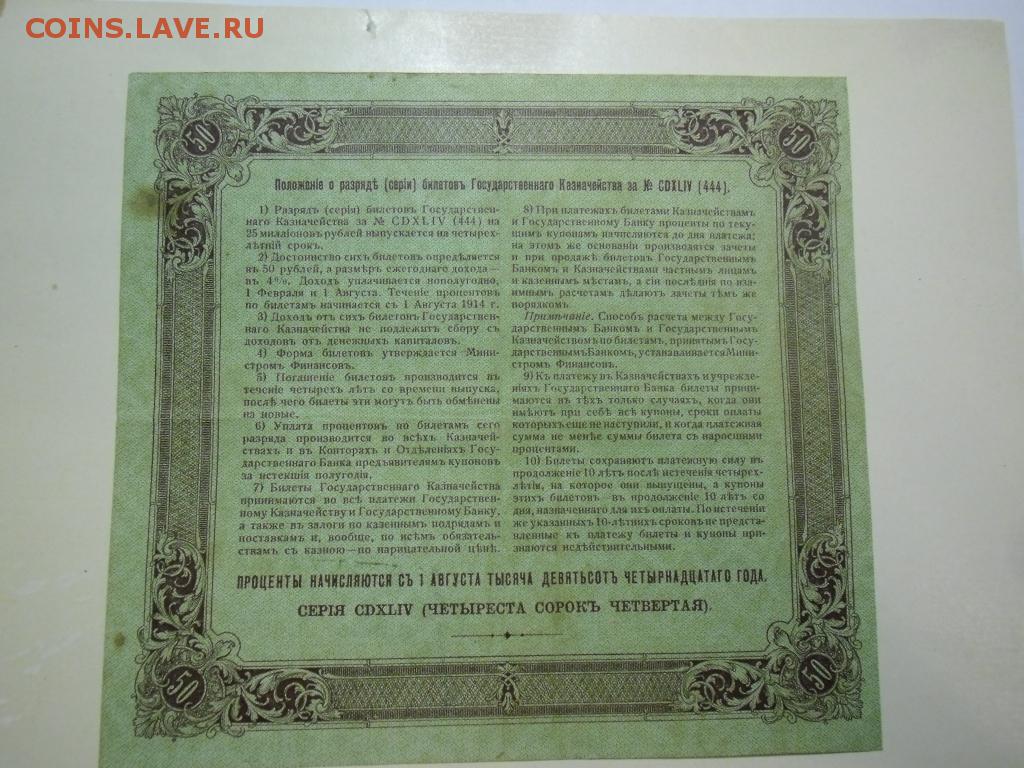 COINS.LAVE.RU
50
50
Положеніе о разрядѣ (серіи) билетовъ Государственнаго Казначейства за № CDXLIV (444).
1) Разрядъ (серія) билетовъ Государствен-
наго Казначейства за № CDXLIV (444) на
25 милліоновъ рублей выпускается на четырех-
лѣтній срокъ.
2) Достоинство сихъ билетовъ опредѣляется
въ 50 рублей, а размѣръ ежегоднаго дохода—
въ 4%. Доходъ уплачивается по полугодно,
1 Февраля и 1 Августа. Теченіе процентовъ
по билетамъ начинается съ 1 Августа 1914 г.
3) Доходъ отъ сихъ билетовъ Государствен-
наго Казначейства не подлежитъ сбору съ
доходовъ отъ денежныхъ капиталовъ.
4) Форма билетовъ утверждается Мини-
стромъ Финансовъ.
5) Погашеніе билетовъ производится въ
теченіе четырехъ лѣтъ со времени выпуска,
послѣ чего билеты эти могутъ быть обмѣнены
на новые.
6) Уплата процентовъ по билетамъ сего
разряда производится во всѣхъ Казначей-
ствахъ и въ Конторахъ и Отдѣленіяхъ Госу-
дарственнаго Банка предъявителямъ купоновъ
за истекшія полугодія.
7) Билеты Государственнаго Казначейства
принимаются во всѣ платежи Государствен-
ному Казначейству и Государственному Банку,
а также въ залоги по казеннымъ подрядамъ и
поставкамъ и, вообще, по всѣмъ обязатель-
ствамъ съ казною—по нарицательной цѣнѣ.
8) При платежахъ билетами Казначействамъ
и Государственному Банку проценты по теку-
щимъ купонамъ начисляются до дня платежа;
на этомъ же основаніи производятся зачеты
и при продажѣ билетовъ Государственнымъ
Банкомъ и Казначействами частнымъ лицамъ
и казеннымъ мѣстамъ, а сіи послѣднія по вза-
имнымъ расчетамъ дѣлаютъ зачеты тѣмъ же
порядкомъ.
Примѣчаніе. Способъ расчета между Госу-
дарственнымъ Банкомъ и Государственнымъ
Казначействомъ по билетамъ, принятымъ Госу-
дарственнымъ Банкомъ, устанавливается Мини-
стромъ Финансовъ.
9) Къ платежу въ Казначействахъ и учрежде-
ніяхъ Государственнаго Банка билеты прини-
маются въ тѣхъ только случаяхъ, когда они
имѣютъ при себѣ всѣ купоны, сроки оплаты
которыхъ еще не наступили, и когда платежная
сумма не менѣе суммы билета съ наросшими
процентами.
10) Билеты сохраняютъ платежную силу въ
продолженіе 10 лѣтъ послѣ истеченія четырех-
лѣтія, на которое они выпущены, а купоны
этихъ билетовъ—въ продолженіе 10 лѣтъ со
дня, назначеннаго для ихъ оплаты. По истеченіи
же указанныхъ 10-лѣтнихъ сроковъ не предста-
вленные къ платежу билеты и купоны при-
знаются недѣйствительными.
ПРОЦЕНТЫ НАЧИСЛЯЮТСЯ СЪ 1 АВГУСТА ТЫСЯЧА ДЕВЯТЬСОТЪ ЧЕТЫРНАДЦАТАГО ГОДА.
СЕРІЯ CDXLIV (ЧЕТЫРЕСТА СОРОКЪ ЧЕТВЕРТАЯ).
50
50